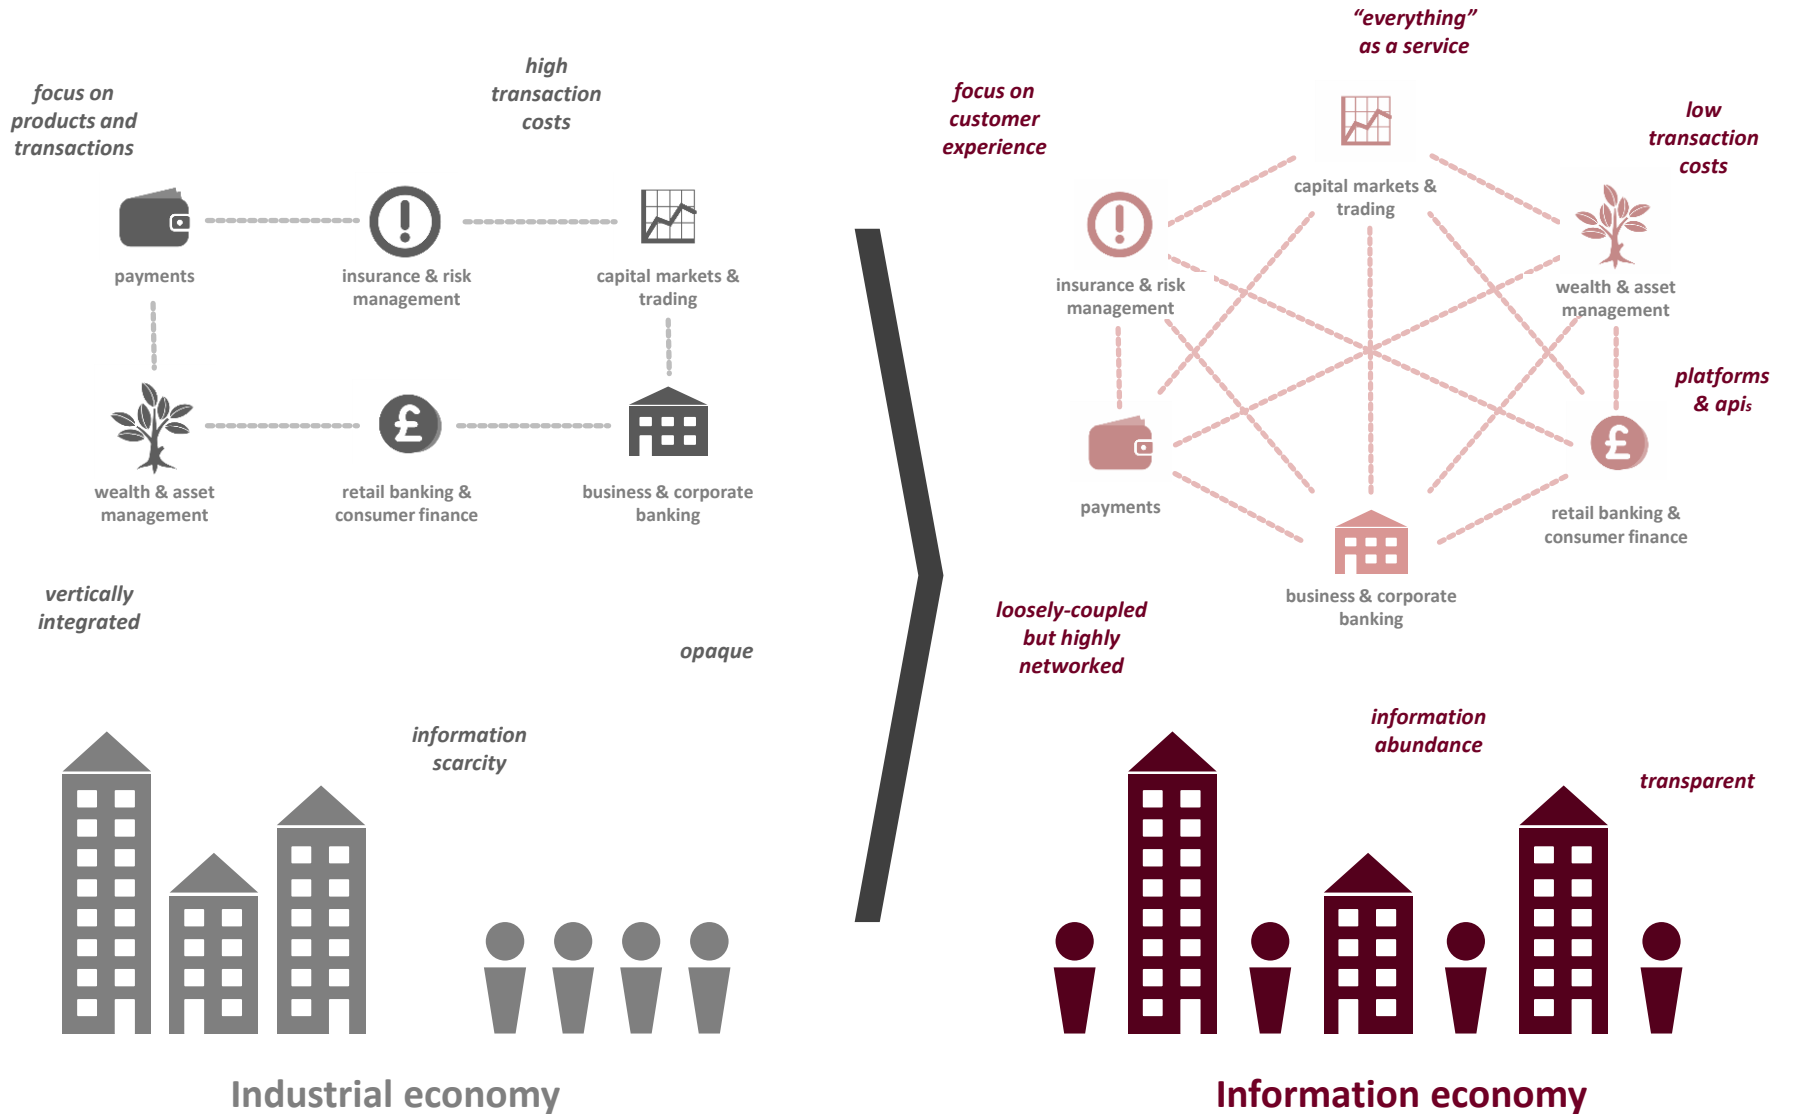 focus on
products and
transactions
high
transaction
costs
payments
insurance & risk
management
capital markets &
trading
wealth & asset
management
retail banking &
consumer finance
business & corporate
banking
vertically
integrated
opaque
information
scarcity
Industrial economy
"everything"
as a service
focus on
customer
experience
low
transaction
costs
capital markets &
trading
insurance & risk
management
wealth & asset
management
platforms
& apis
payments
retail banking &
consumer finance
business & corporate
banking
loosely-coupled
but highly
networked
information
abundance
transparent
Information economy